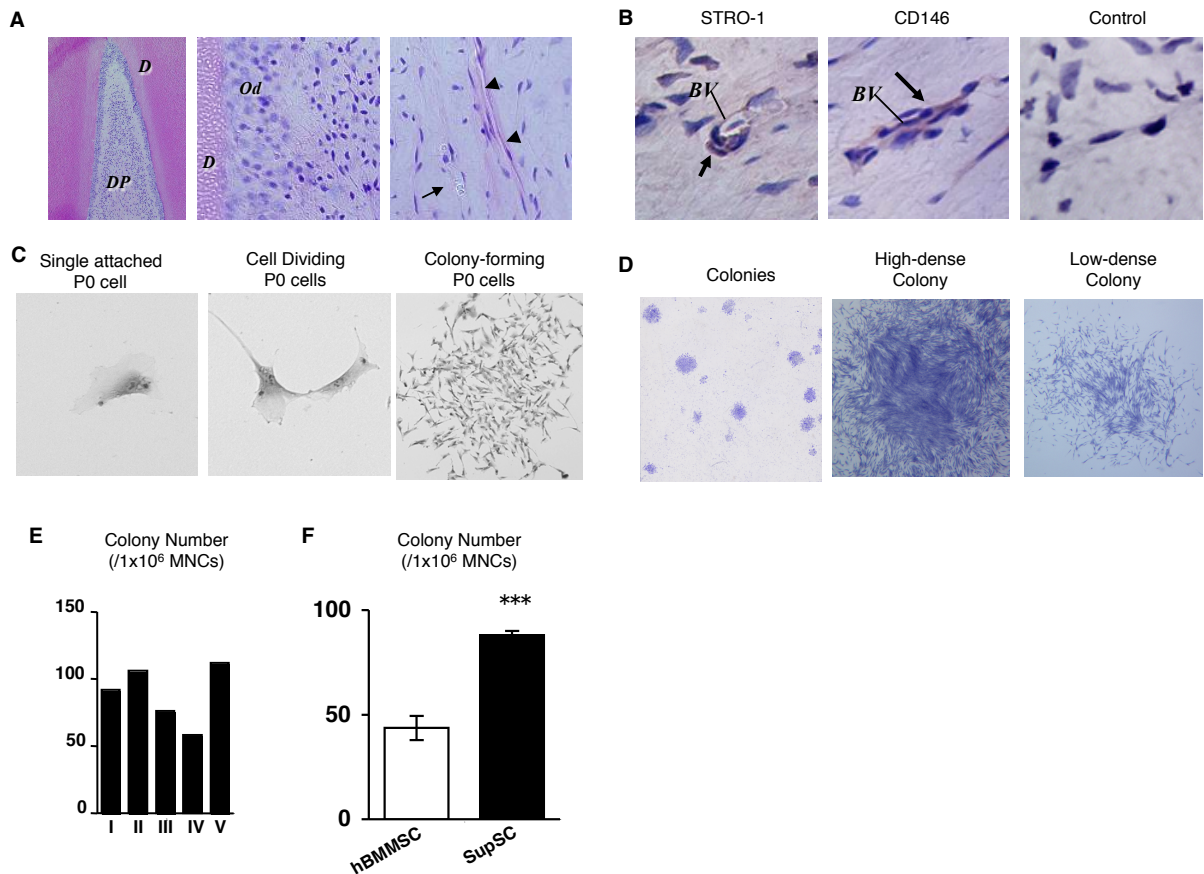 A
D
DP
Od
D
B
STRO-1
CD146
Control
BV
BV
C
Single attached
P0 cell
Cell Dividing
P0 cells
Colony-forming
P0 cells
D
Colonies
High-dense
Colony
Low-dense
Colony
E
Colony Number
(/1x10⁶ MNCs)
150
100
50
0
I II III IV V
F
Colony Number
(/1x10⁶ MNCs)
100
50
0
***
hBMMSC
SupSC